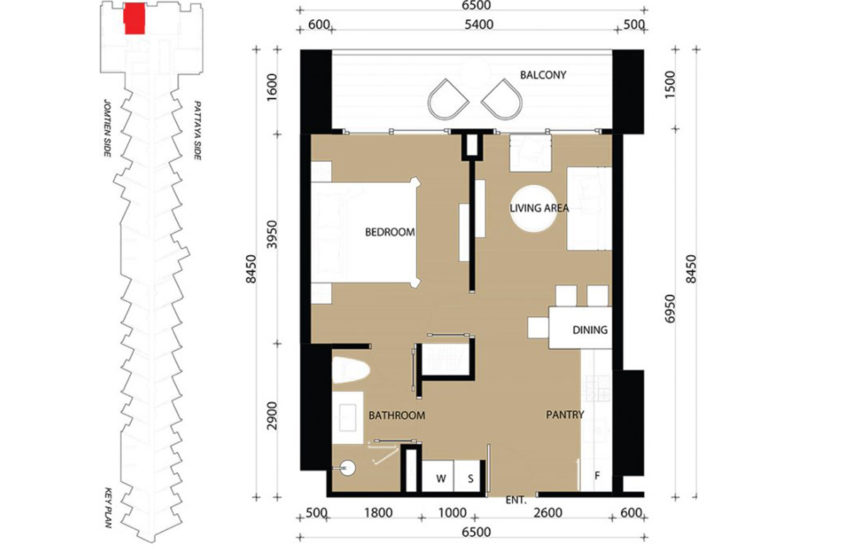 6500
600
5400
500
BALCONY
1600
1500
JOMTIEN SIDE
PATTAYA SIDE
LIVING AREA
BEDROOM
3950
8450
8450
6950
DINING
2900
BATHROOM
PANTRY
W
S
F
KEY PLAN
ENT.
500
1800
1000
2600
600
6500